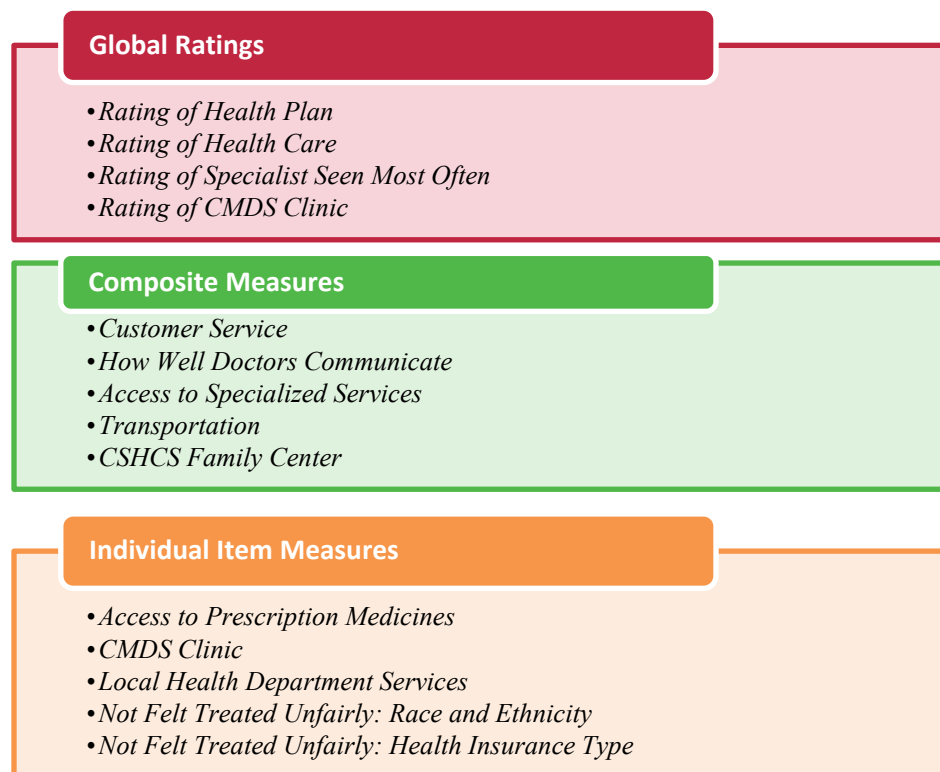 Global Ratings
•Rating of Health Plan
•Rating of Health Care
•Rating of Specialist Seen Most Often
•Rating of CMDS Clinic
Composite Measures
•Customer Service
•How Well Doctors Communicate
•Access to Specialized Services
•Transportation
•CSHCS Family Center
Individual Item Measures
•Access to Prescription Medicines
•CMDS Clinic
•Local Health Department Services
•Not Felt Treated Unfairly: Race and Ethnicity
•Not Felt Treated Unfairly: Health Insurance Type